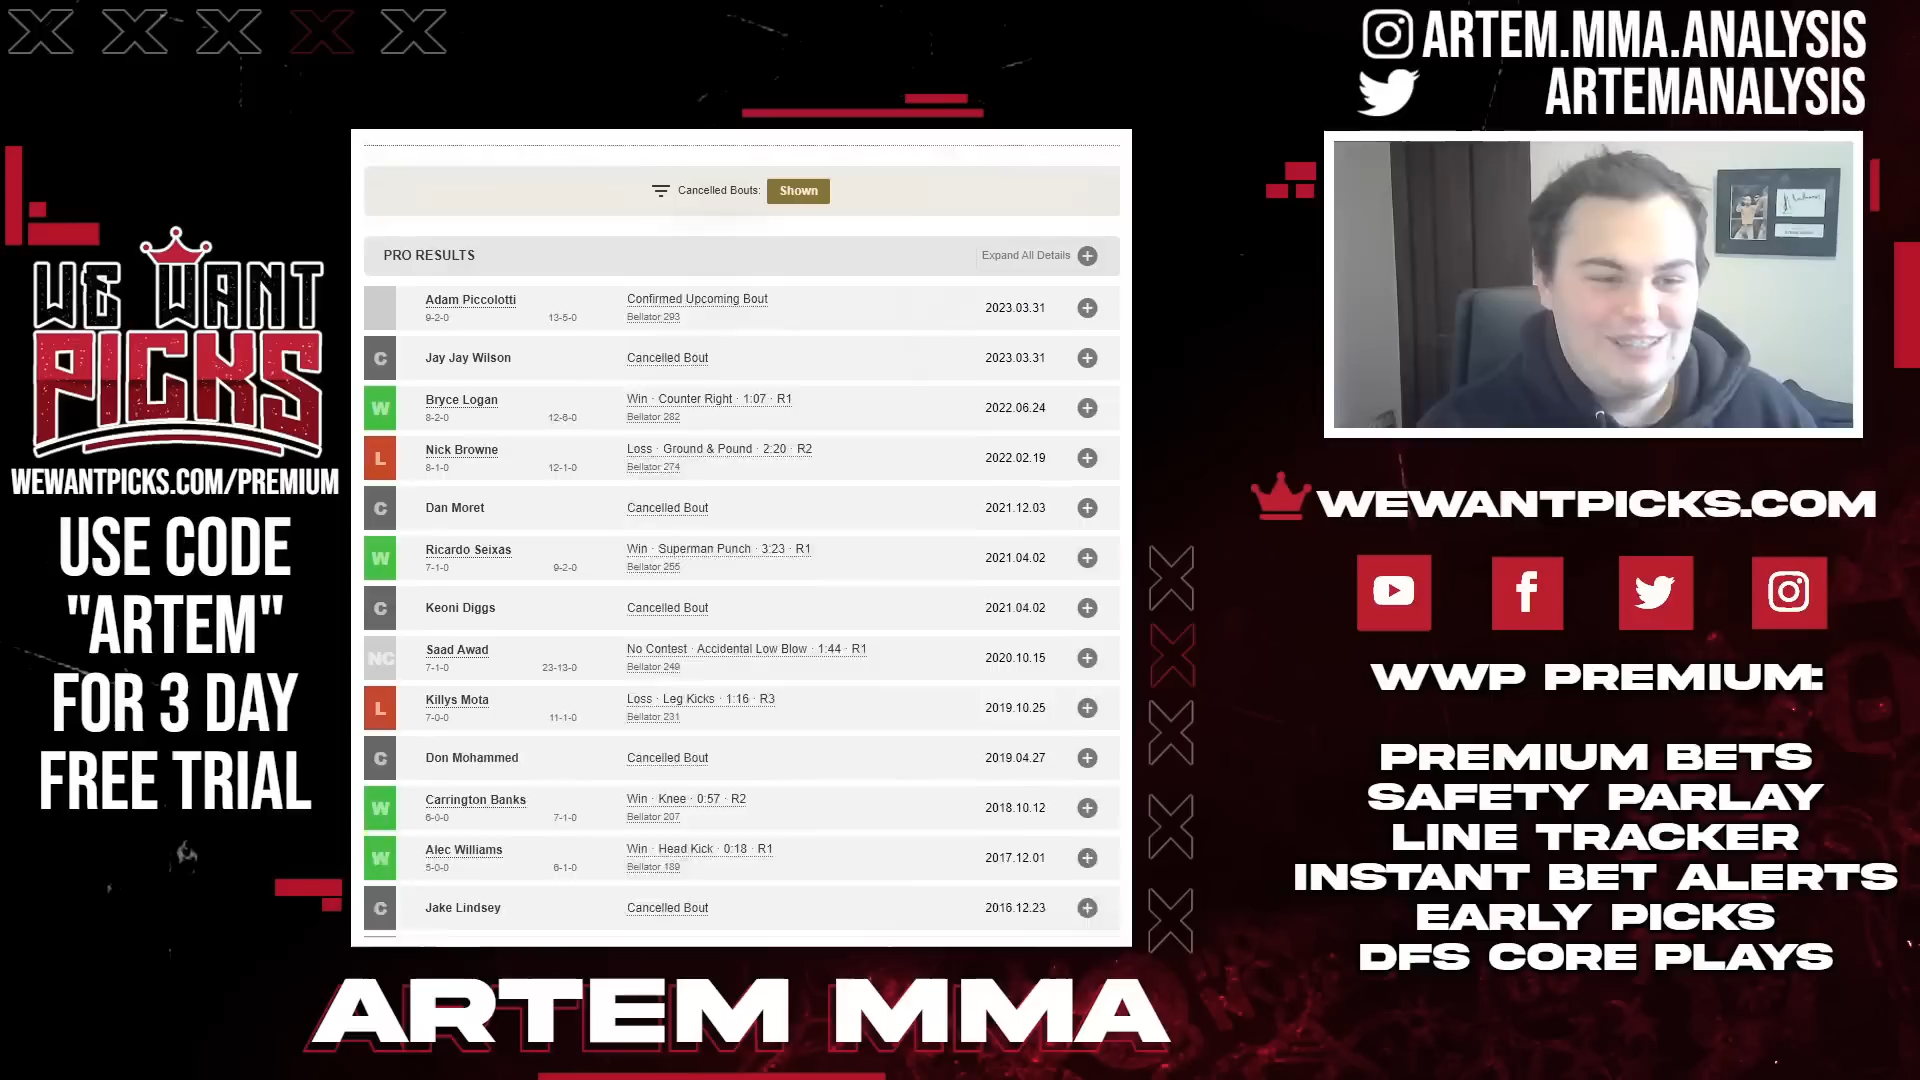 ARTEM.MMA.ANALYSIS
ARTEMANALYSIS
WE WANT
PICKS
WEWANTPICKS.COM/PREMIUM
USE CODE
"ARTEM"
FOR 3 DAY
FREE TRIAL
Cancelled Bouts: Shown
PRO RESULTS Expand All Details
Adam Piccolotti Confirmed Upcoming Bout 2023.03.31
9-2-0 13-5-0 Bellator 293
C Jay Jay Wilson Cancelled Bout 2023.03.31
W Bryce Logan Win · Counter Right · 1:07 · R1 2022.06.24
8-2-0 12-6-0 Bellator 282
L Nick Browne Loss · Ground & Pound · 2:20 · R2 2022.02.19
8-1-0 12-1-0 Bellator 274
C Dan Moret Cancelled Bout 2021.12.03
W Ricardo Seixas Win · Superman Punch · 3:23 · R1 2021.04.02
7-1-0 9-2-0 Bellator 255
C Keoni Diggs Cancelled Bout 2021.04.02
NC Saad Awad No Contest · Accidental Low Blow · 1:44 · R1 2020.10.15
7-1-0 23-13-0 Bellator 249
L Killys Mota Loss · Leg Kicks · 1:16 · R3 2019.10.25
7-0-0 11-1-0 Bellator 231
C Don Mohammed Cancelled Bout 2019.04.27
W Carrington Banks Win · Knee · 0:57 · R2 2018.10.12
6-0-0 7-1-0 Bellator 207
W Alec Williams Win · Head Kick · 0:18 · R1 2017.12.01
5-0-0 6-1-0 Bellator 189
C Jake Lindsey Cancelled Bout 2016.12.23
ARTEM MMA
WEWANTPICKS.COM
WWP PREMIUM:
PREMIUM BETS
SAFETY PARLAY
LINE TRACKER
INSTANT BET ALERTS
EARLY PICKS
DFS CORE PLAYS